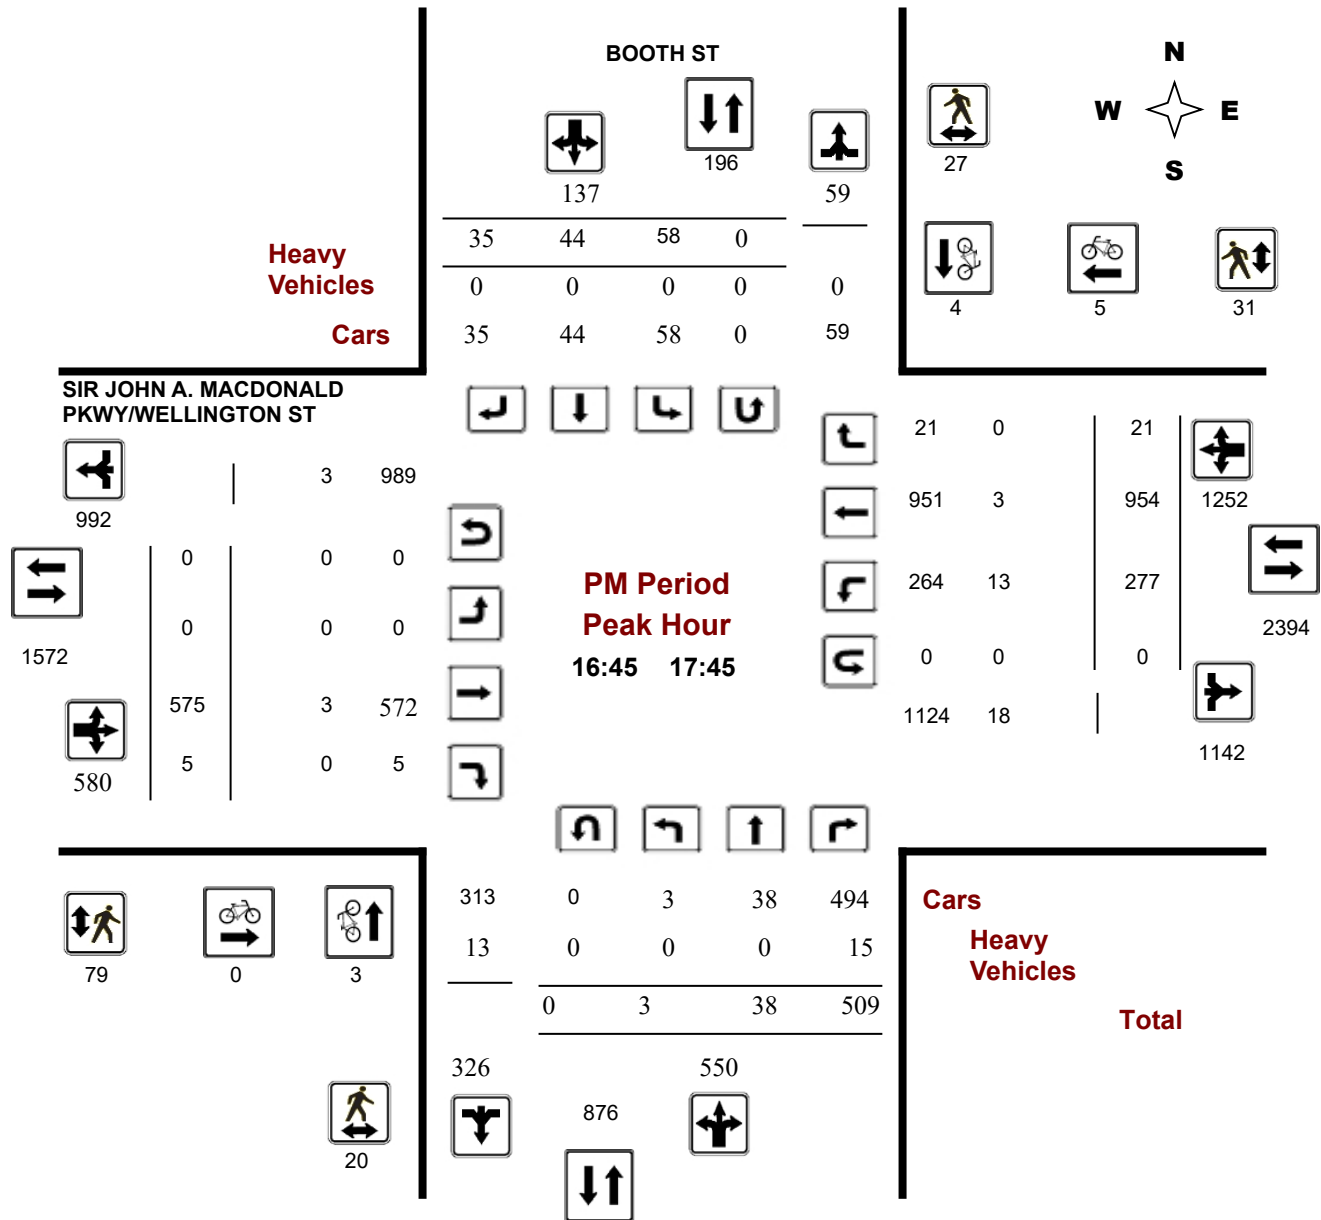 BOOTH ST
N
W E
S
137
196
59
27
35 44 58 0
Heavy
Vehicles
0 0 0 0 0
4 5 31
Cars
35 44 58 0 59
SIR JOHN A. MACDONALD
PKWY/WELLINGTON ST
21 0 21
3 989
992
951 3 954 1252
0 0 0
PM Period
Peak Hour
16:45 17:45
264 13 277
2394
0 0 0
1572
0 0 0
575 3 572
1124 18
1142
580
5 0 5
313 0 3 38 494
Cars
13 0 0 0 15
Heavy
Vehicles
79 0 3
0 3 38 509
Total
326 550
876
20